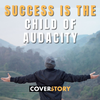 SUCCESS IS THE
CHILD OF
AUDACITY
COVERSTORY